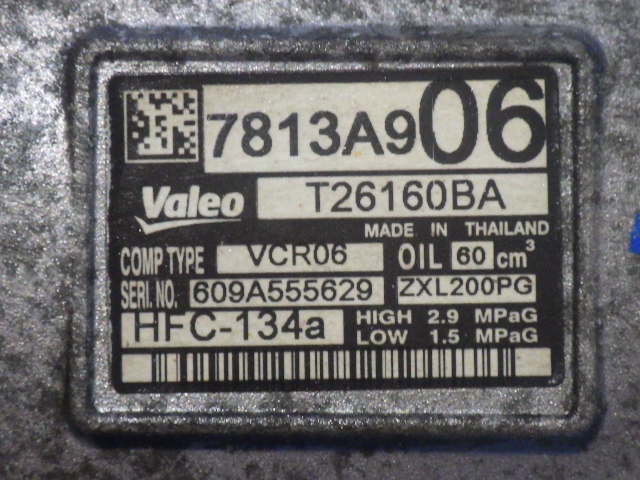 7813A906
Valeo T26160BA
MADE IN THAILAND
COMP TYPE VCR06 OIL 60 cm³
SERI. NO. 609A555629 ZXL200PG
HFC-134a HIGH 2.9 MPaG
LOW 1.5 MPaG